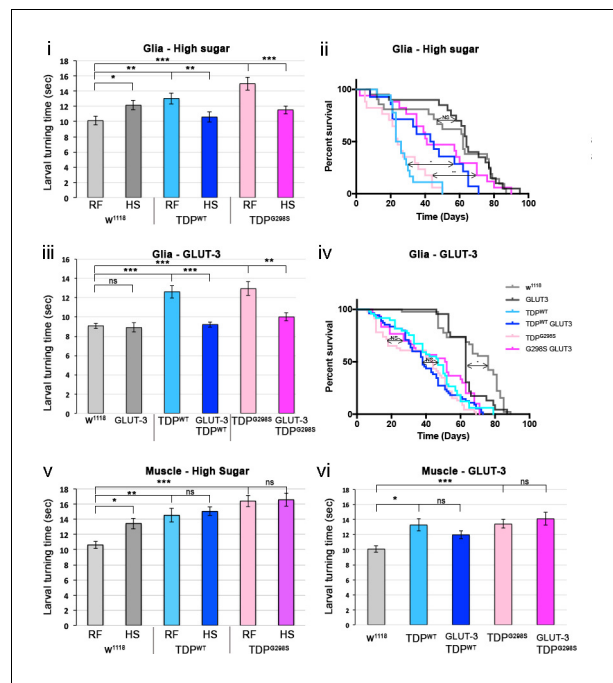 i
Glia - High sugar
***
**
**
***
*
Larval turning time (sec)
18
16
14
12
10
8
6
4
2
0
RF HS RF HS RF HS
w1118 TDPWT TDPG298S
ii
Glia - High sugar
Percent survival
100
50
0
NS
*
**
0 20 40 60 80 100
Time (Days)
iii
Glia - GLUT-3
***
***
***
**
ns
Larval turning time (sec)
16
14
12
10
8
6
4
2
0
w1118 GLUT-3 TDPWT GLUT-3 TDPG298S GLUT-3
TDPWT TDPG298S
iv
Glia - GLUT-3
Percent survival
100
50
0
NS
NS
*
0 20 40 60 80 100
Time (Days)
w1118
GLUT3
TDPWT
TDPWT GLUT3
TDPG298S
G298S GLUT3
v
Muscle - High Sugar
***
**
ns
ns
*
Larval turning time (sec)
18
16
14
12
10
8
6
4
2
0
RF HS RF HS RF HS
w1118 TDPWT TDPG298S
vi
Muscle - GLUT-3
***
ns
*
ns
Larval turning time (sec)
18
16
14
12
10
8
6
4
2
0
w1118 TDPWT GLUT-3 TDPG298S GLUT-3
TDPWT TDPG298S